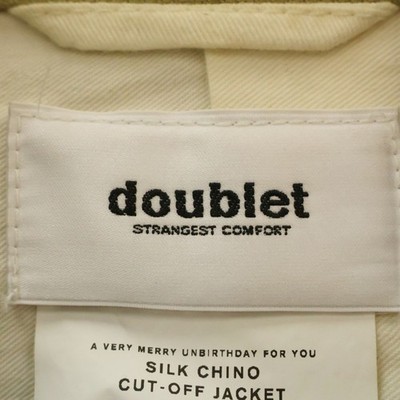 doublet
STRANGEST COMFORT
A VERY MERRY UNBIRTHDAY FOR YOU
SILK CHINO
CUT-OFF JACKET